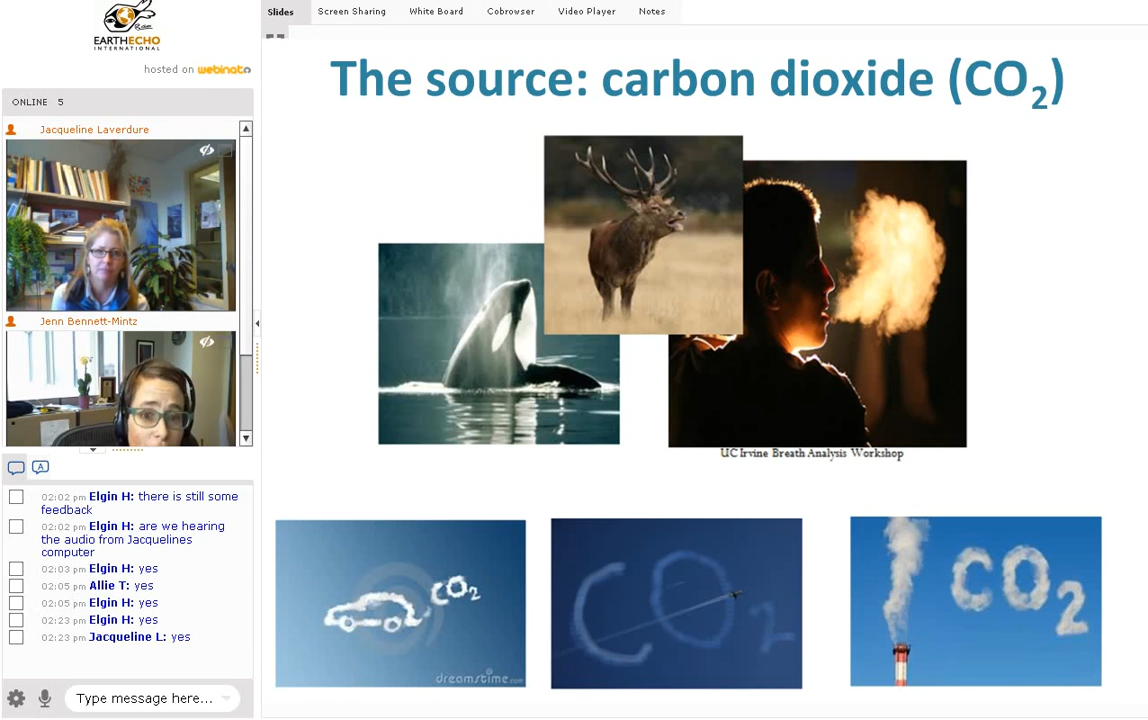 EARTHECHO
INTERNATIONAL
hosted on webinato
ONLINE 5
Jacqueline Laverdure
Jenn Bennett-Mintz
A
02:02 pm Elgin H: there is still some
feedback
02:02 pm Elgin H: are we hearing
the audio from Jacquelines
computer
02:03 pm Elgin H: yes
02:05 pm Allie T: yes
02:05 pm Elgin H: yes
02:23 pm Elgin H: yes
02:23 pm Jacqueline L: yes
Type message here...
Slides Screen Sharing White Board Cobrowser Video Player Notes
The source: carbon dioxide (CO2)
UC Irvine Breath Analysis Workshop
CO2
dreamstime.com
CO2
CO2